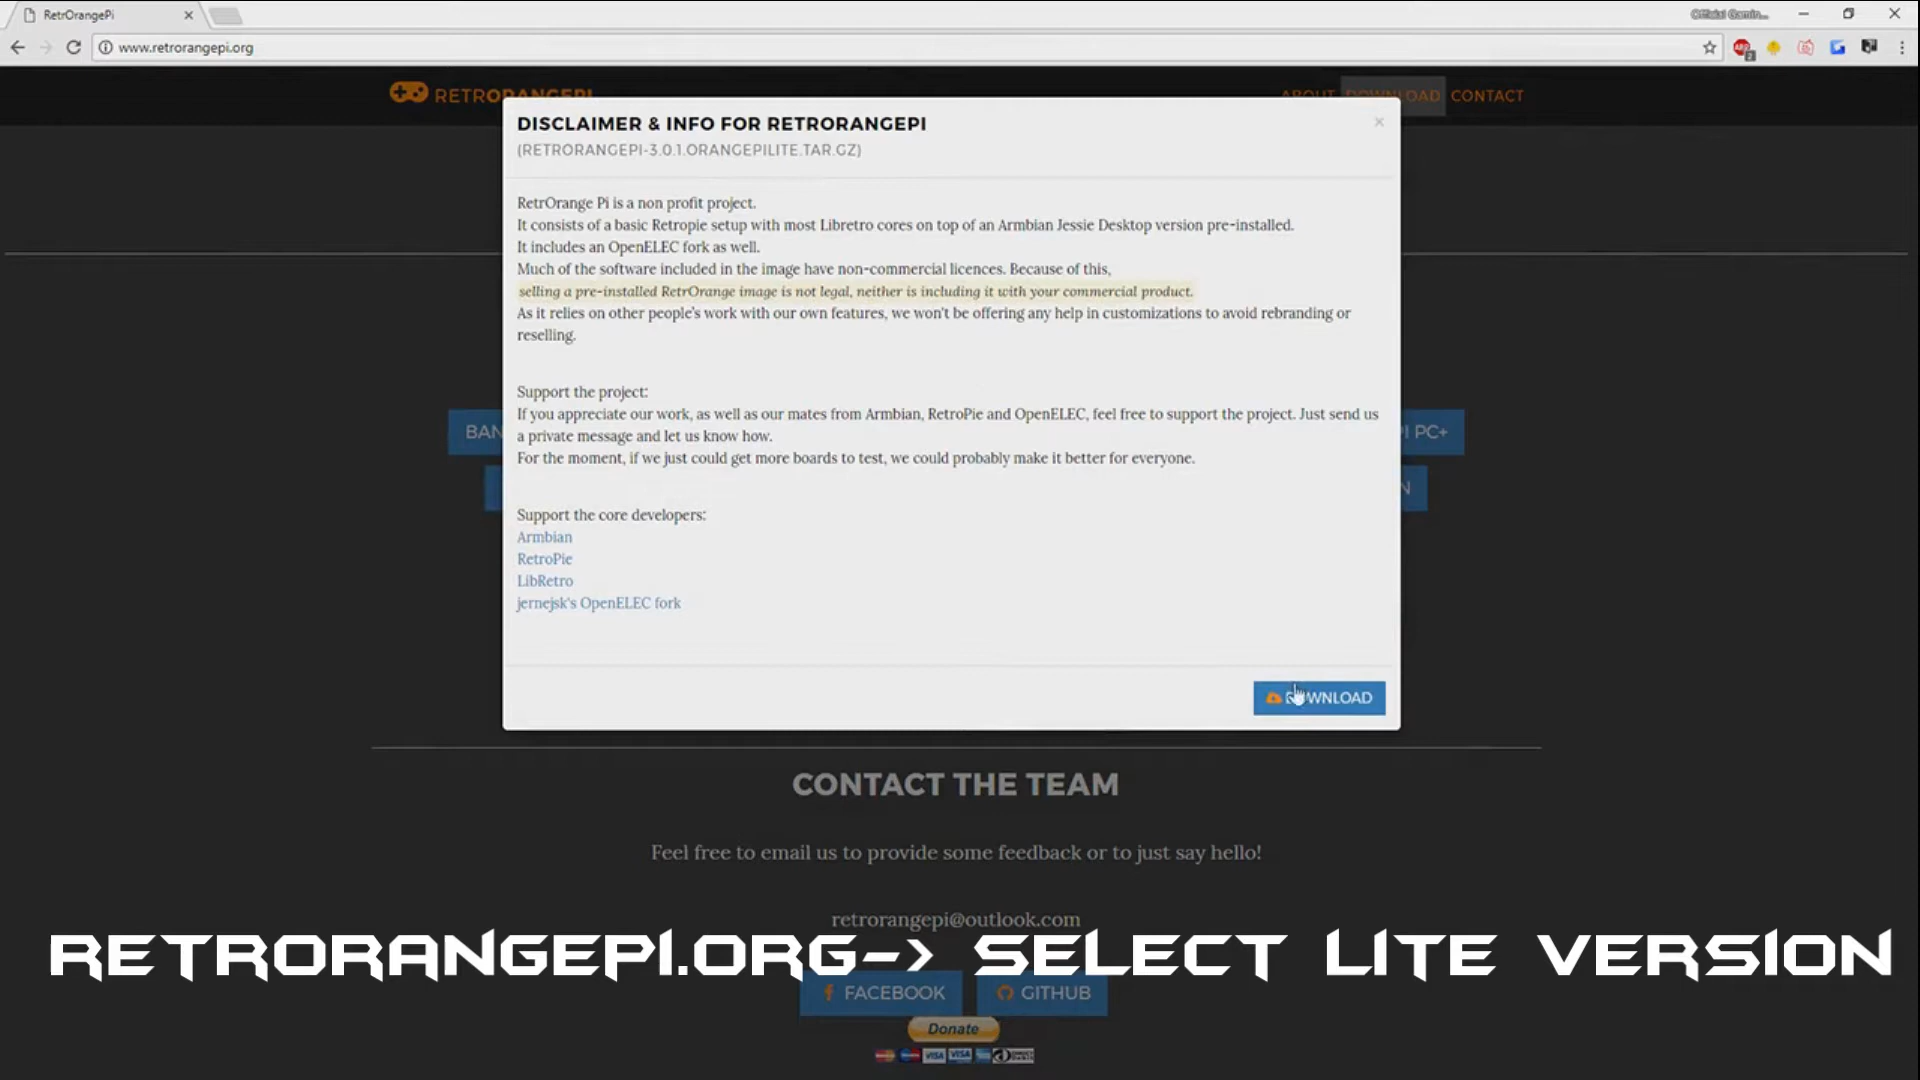 RetrOrangePi
www.retrorangepi.org
RETRORANGEPI
ABOUT
DOWNLOAD
CONTACT
DISCLAIMER & INFO FOR RETRORANGEPI
(RETRORANGEPI-3.0.1.ORANGEPILITE.TAR.GZ)
RetrOrange Pi is a non profit project.
It consists of a basic Retropie setup with most Libretro cores on top of an Armbian Jessie Desktop version pre-installed.
It includes an OpenELEC fork as well.
Much of the software included in the image have non-commercial licences. Because of this,
selling a pre-installed RetrOrange image is not legal, neither is including it with your commercial product.
As it relies on other people's work with our own features, we won't be offering any help in customizations to avoid rebranding or
reselling.
Support the project:
If you appreciate our work, as well as our mates from Armbian, RetroPie and OpenELEC, feel free to support the project. Just send us
a private message and let us know how.
For the moment, if we just could get more boards to test, we could probably make it better for everyone.
Support the core developers:
Armbian
RetroPie
LibRetro
jernejsk's OpenELEC fork
BAN
PI PC+
N
DOWNLOAD
CONTACT THE TEAM
Feel free to email us to provide some feedback or to just say hello!
retrorangepi@outlook.com
RETRORANGEPI.ORG-> SELECT LITE VERSION
FACEBOOK
GITHUB
Donate